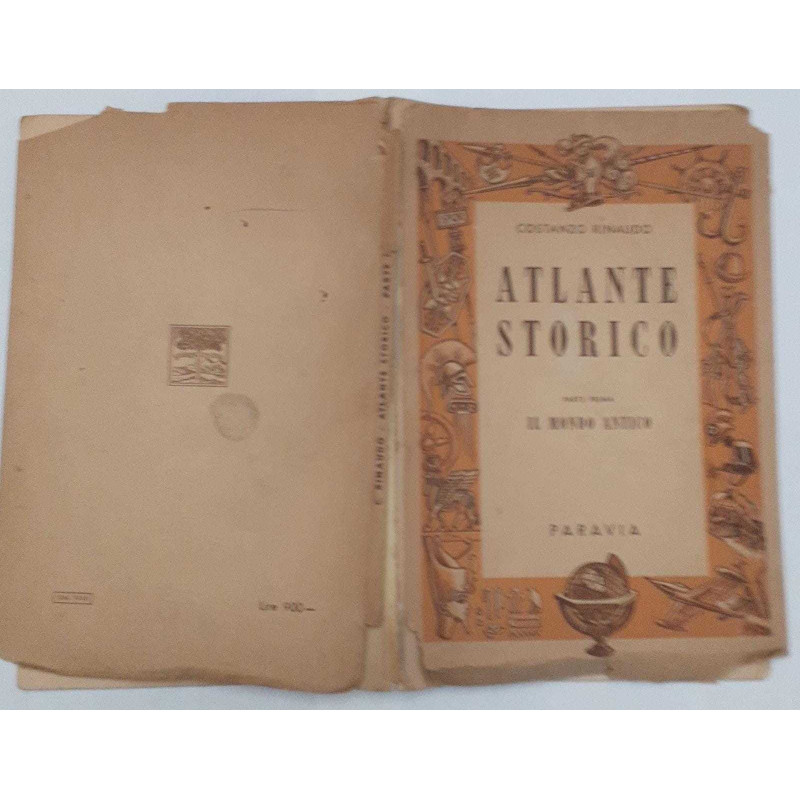 COSTANZO RINAUDO
ATLANTE
STORICO
PARTE PRIMA
IL MONDO ANTICO
PARAVIA
C. RINAUDO - ATLANTE STORICO - PARTE I
Lire 900—